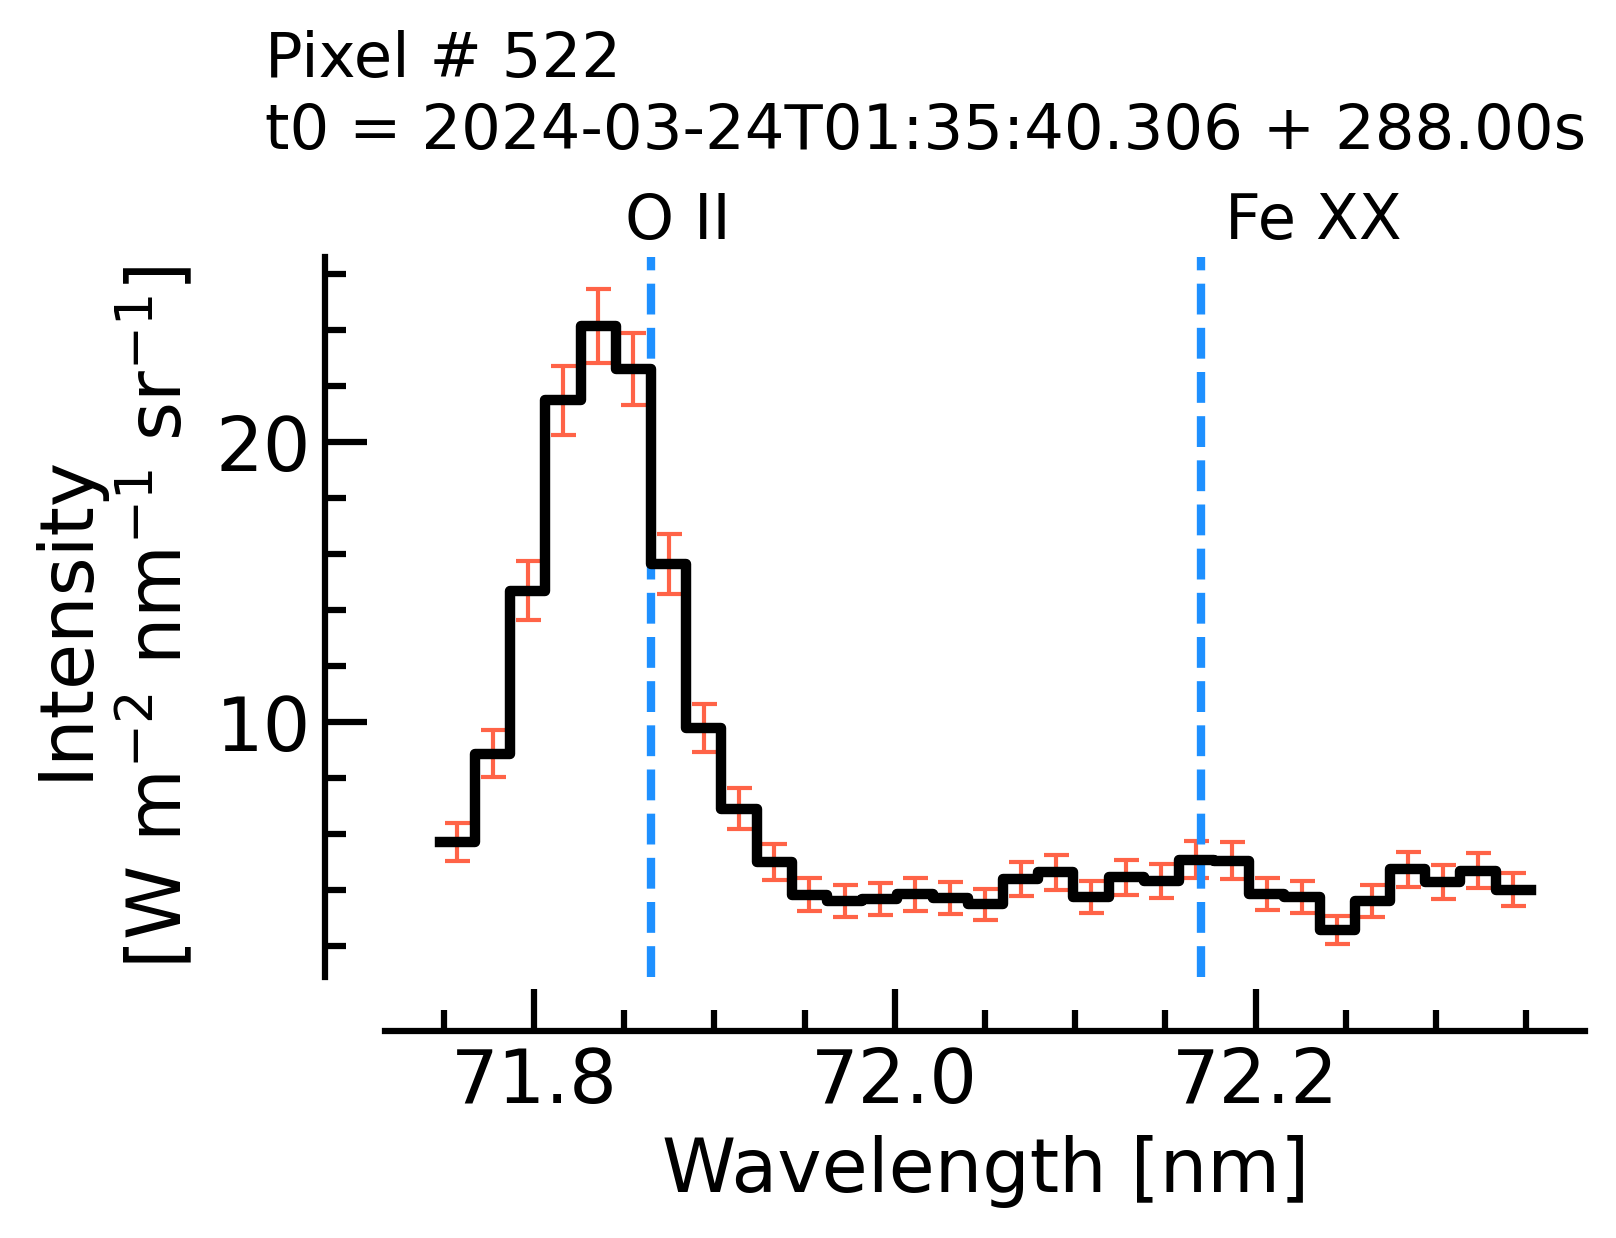 Pixel # 522
t0 = 2024-03-24T01:35:40.306 + 288.00s
O II
Fe XX
Intensity
[W m⁻² nm⁻¹ sr⁻¹]
20
10
71.8
72.0
72.2
Wavelength [nm]